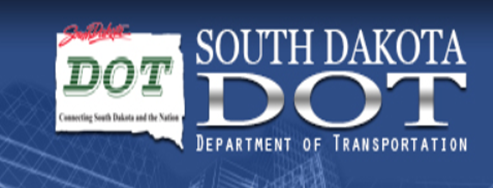 South Dakota
DOT
Connecting South Dakota and the Nation
SOUTH DAKOTA
DOT
DEPARTMENT OF TRANSPORTATION